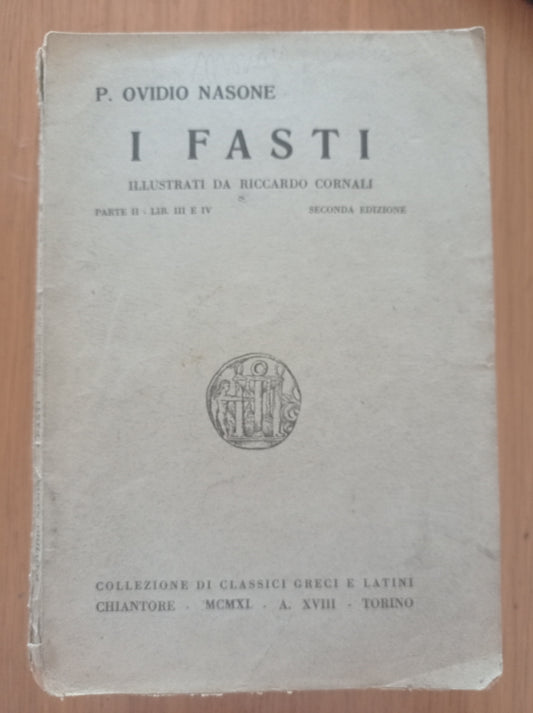 P. OVIDIO NASONE
I FASTI
ILLUSTRATI DA RICCARDO CORNALI
PARTE II - LIB. III E IV SECONDA EDIZIONE
COLLEZIONE DI CLASSICI GRECI E LATINI
CHIANTORE · MCMXL · A. XVIII · TORINO